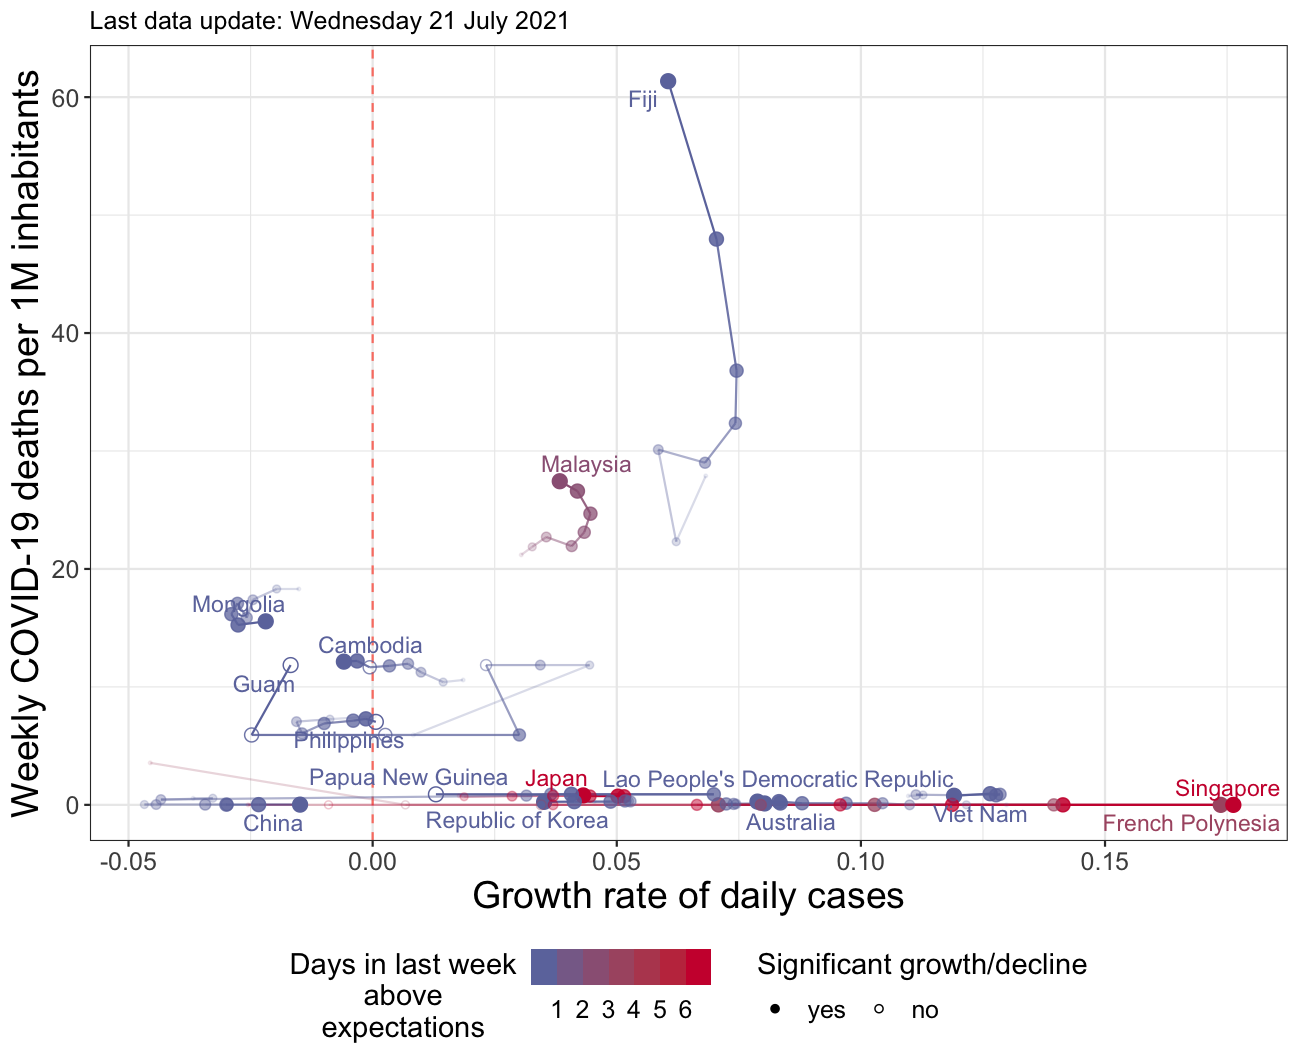 Last data update: Wednesday 21 July 2021
Weekly COVID-19 deaths per 1M inhabitants
60
40
20
0
Fiji
Malaysia
Mongolia
Cambodia
Guam
Philippines
Papua New Guinea
Japan
Lao People's Democratic Republic
Singapore
China
Republic of Korea
Australia
Viet Nam
French Polynesia
-0.05
0.00
0.05
0.10
0.15
Growth rate of daily cases
Days in last week
above
expectations
1 2 3 4 5 6
Significant growth/decline
yes
no